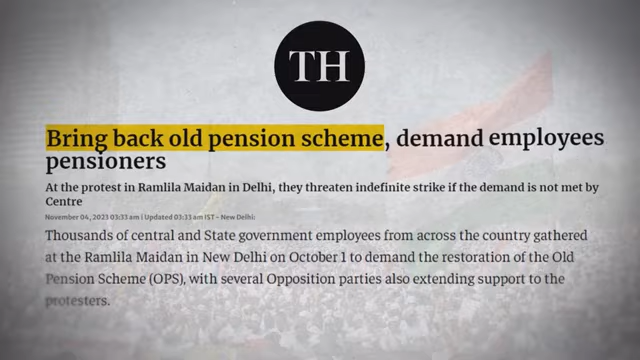 TH
Bring back old pension scheme, demand employees
pensioners
At the protest in Ramlila Maidan in Delhi, they threaten indefinite strike if the demand is not met by
Centre
November 04, 2023 03:33 am | Updated 03:33 am IST - New Delhi:
Thousands of central and State government employees from across the country gathered
at the Ramlila Maidan in New Delhi on October 1 to demand the restoration of the Old
Pension Scheme (OPS), with several Opposition parties also extending support to the
protesters.